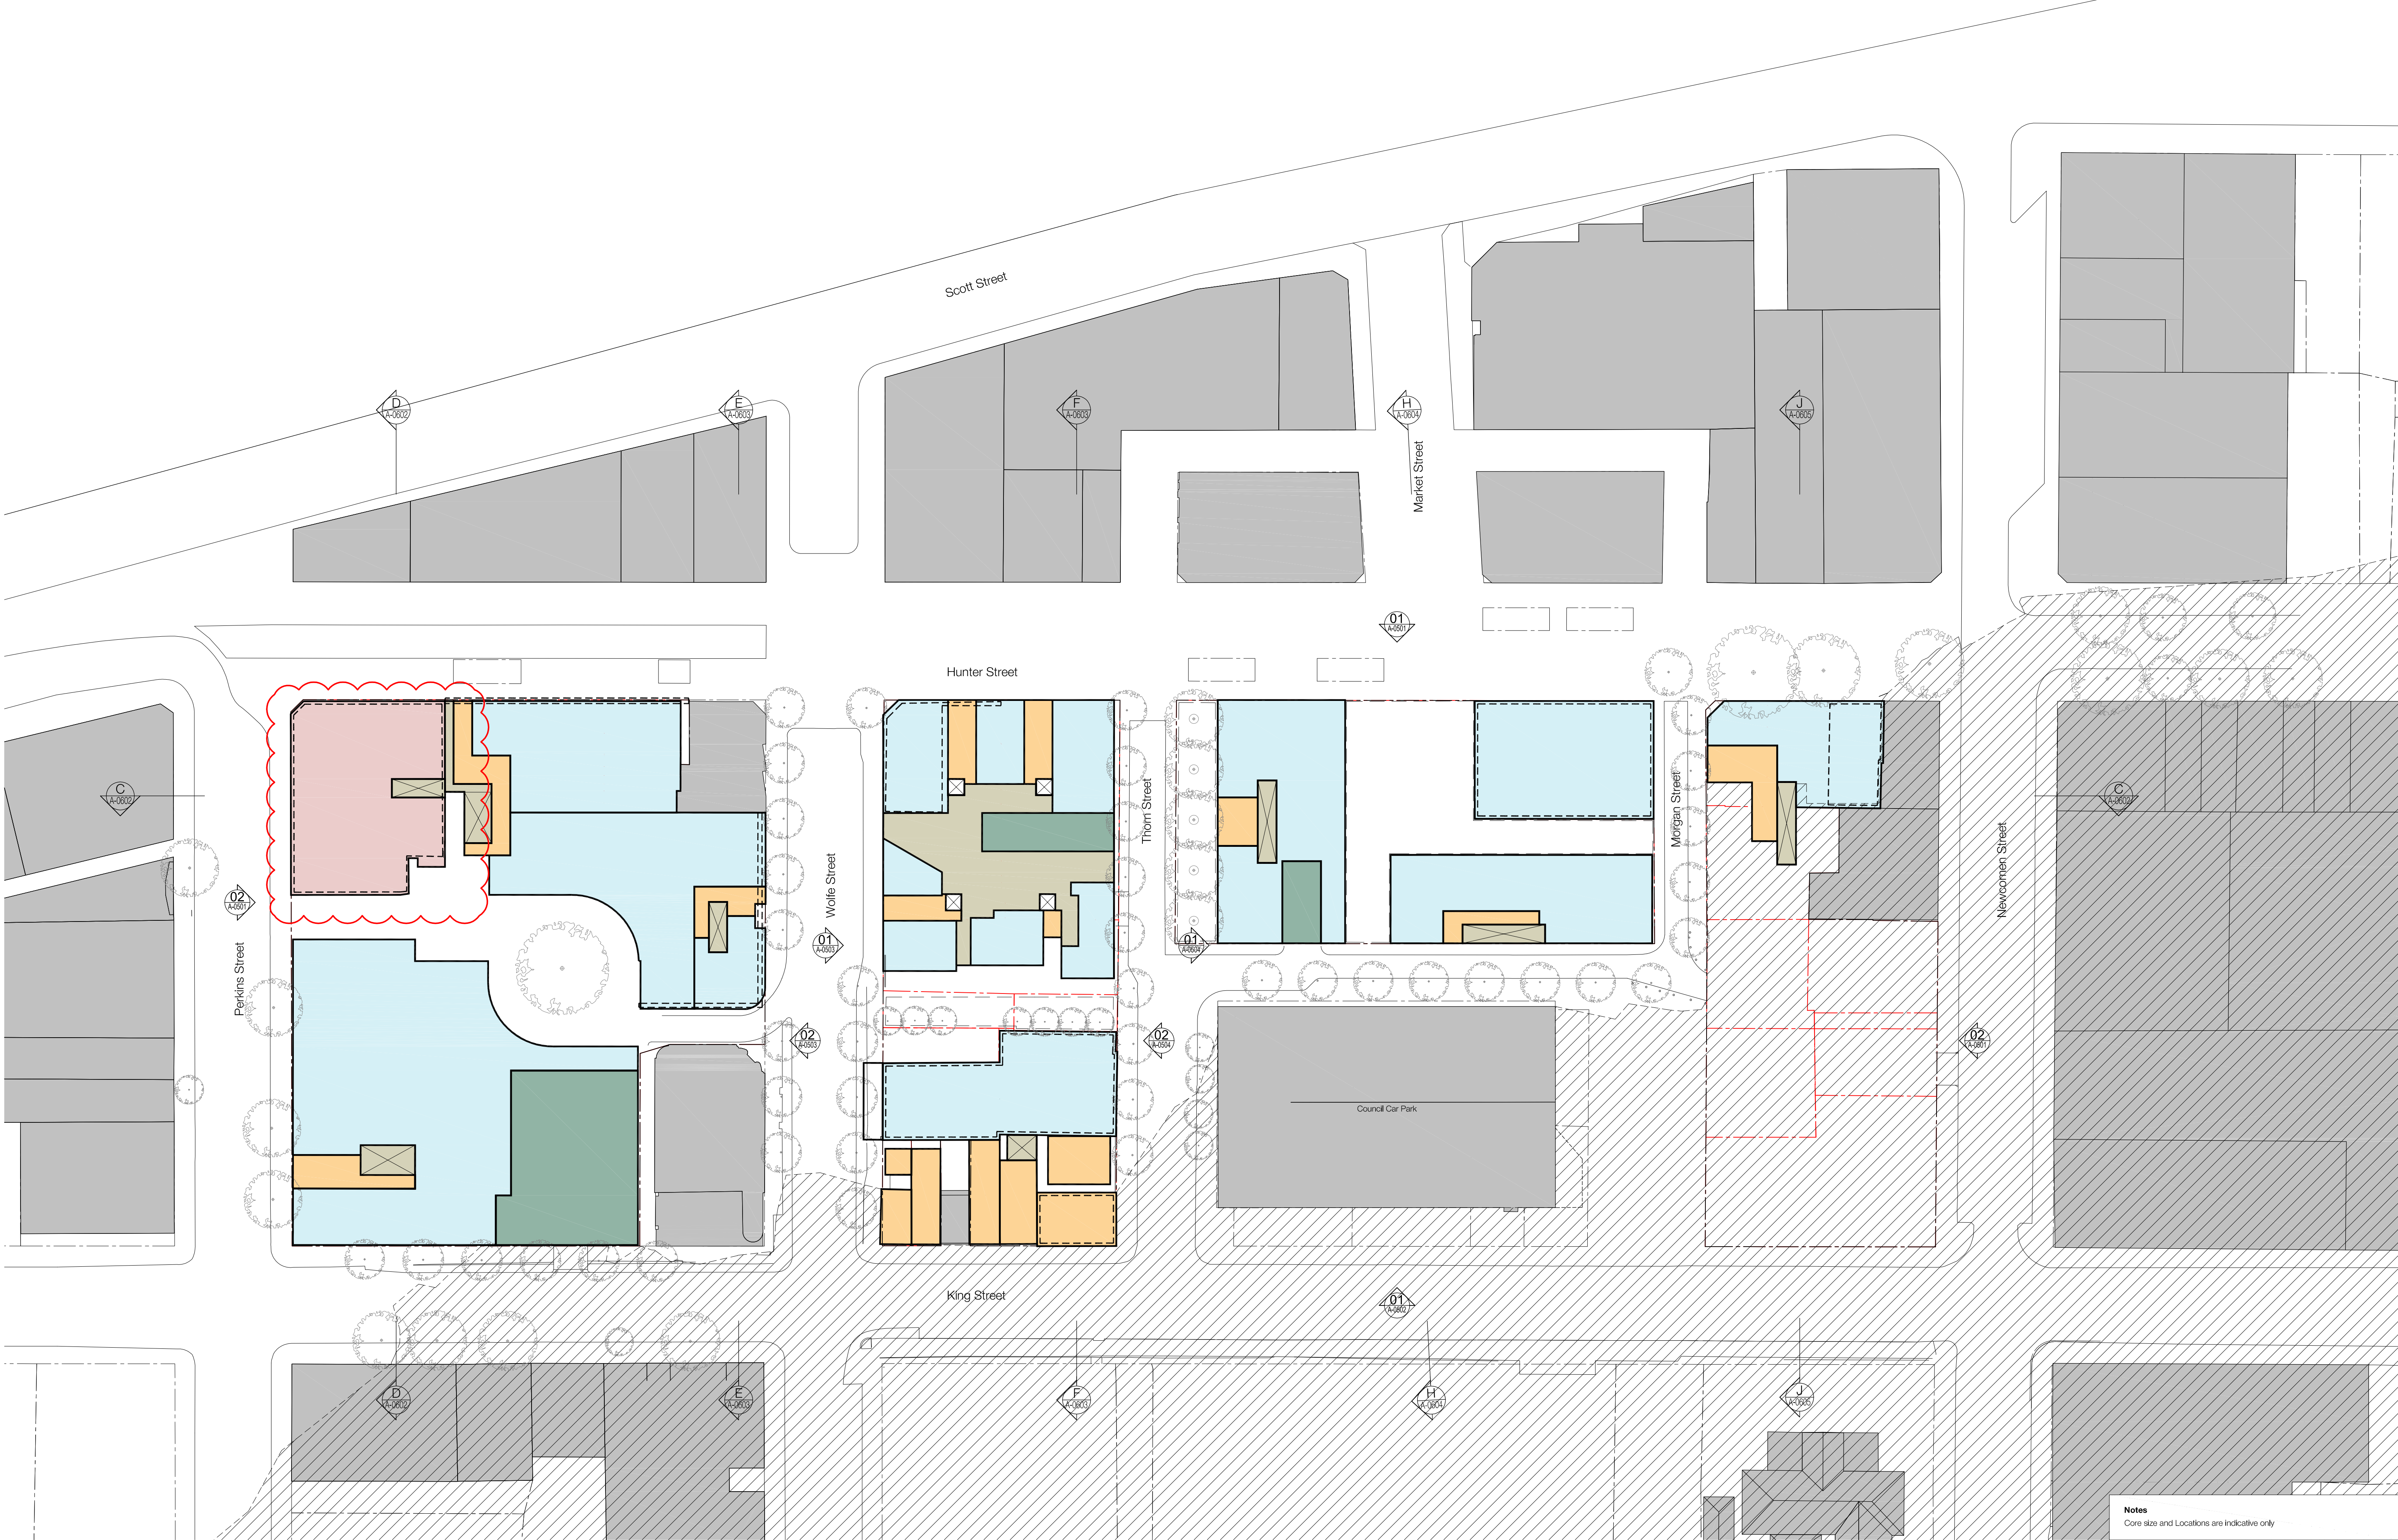 Scott Street
D
A-0602
E
A-0603
F
A-0603
H
A-0604
J
A-0605
Market Street
01
A-0501
Hunter Street
C
A-0602
Thorn Street
Morgan Street
C
A-0602
Newcomen Street
Wolfe Street
02
A-0501
Perkins Street
01
A-0503
01
A-0504
02
A-0503
02
A-0504
02
A-0801
Council Car Park
King Street
01
A-0802
D
A-0602
E
A-0603
F
A-0603
H
A-0604
J
A-0605
Notes
Core size and Locations are indicative only